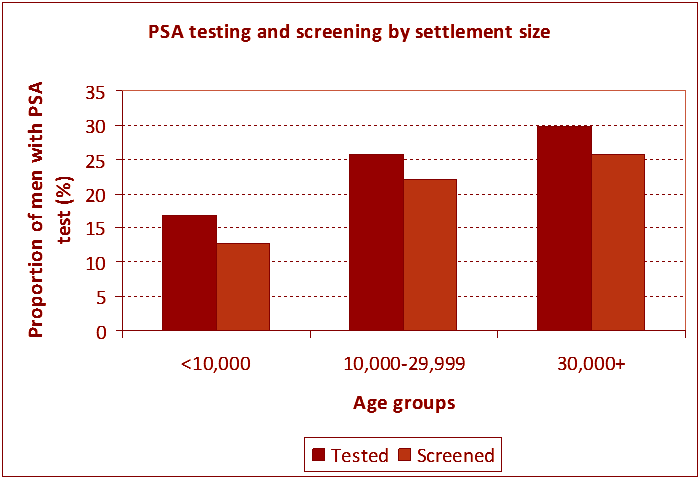 PSA testing and screening by settlement size
Proportion of men with PSA
test (%)
35
30
25
20
15
10
5
0
<10,000
10,000-29,999
30,000+
Age groups
Tested
Screened